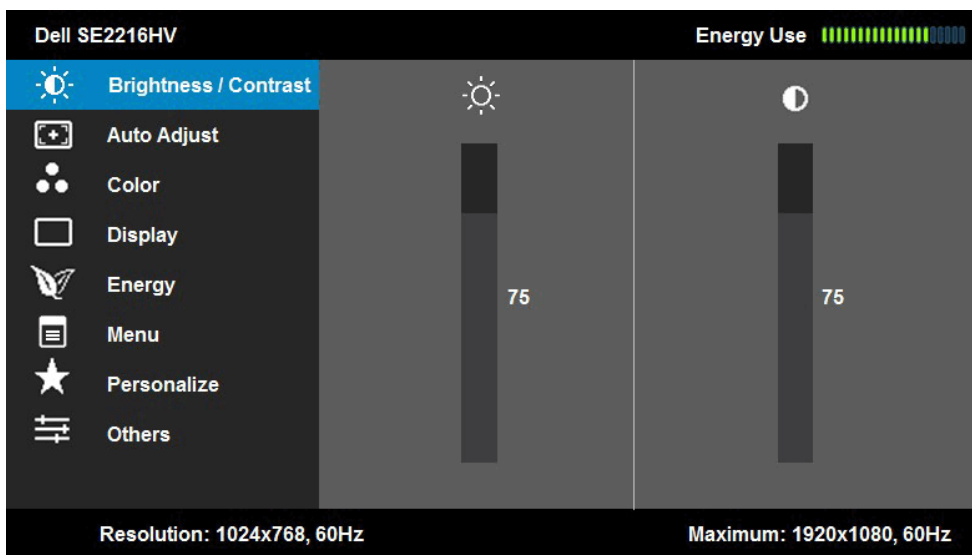 Dell SE2216HV Energy Use
Brightness / Contrast
Auto Adjust
Color
Display
Energy
Menu
Personalize
Others
75
75
Resolution: 1024x768, 60Hz Maximum: 1920x1080, 60Hz